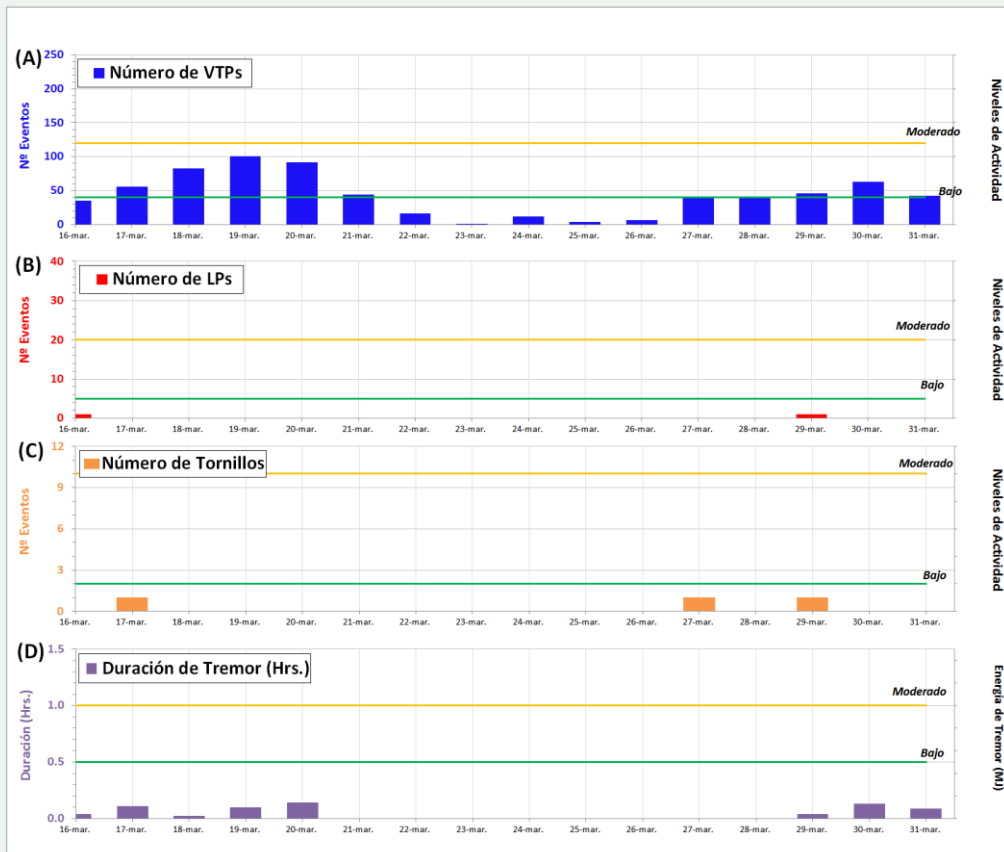 (A)
Número de VTPs
Nº Eventos
250
200
150
100
50
0
Moderado
Bajo
Niveles de Actividad
16-mar. 17-mar. 18-mar. 19-mar. 20-mar. 21-mar. 22-mar. 23-mar. 24-mar. 25-mar. 26-mar. 27-mar. 28-mar. 29-mar. 30-mar. 31-mar.
(B)
Número de LPs
Nº Eventos
40
30
20
10
0
Moderado
Bajo
Niveles de Actividad
16-mar. 17-mar. 18-mar. 19-mar. 20-mar. 21-mar. 22-mar. 23-mar. 24-mar. 25-mar. 26-mar. 27-mar. 28-mar. 29-mar. 30-mar. 31-mar.
(C)
Número de Tornillos
Nº Eventos
12
9
6
3
0
Moderado
Bajo
Niveles de Actividad
16-mar. 17-mar. 18-mar. 19-mar. 20-mar. 21-mar. 22-mar. 23-mar. 24-mar. 25-mar. 26-mar. 27-mar. 28-mar. 29-mar. 30-mar. 31-mar.
(D)
Duración de Tremor (Hrs.)
Duración (Hrs.)
1.5
1.0
0.5
0.0
Moderado
Bajo
Energía de Tremor (MJ)
16-mar. 17-mar. 18-mar. 19-mar. 20-mar. 21-mar. 22-mar. 23-mar. 24-mar. 25-mar. 26-mar. 27-mar. 28-mar. 29-mar. 30-mar. 31-mar.